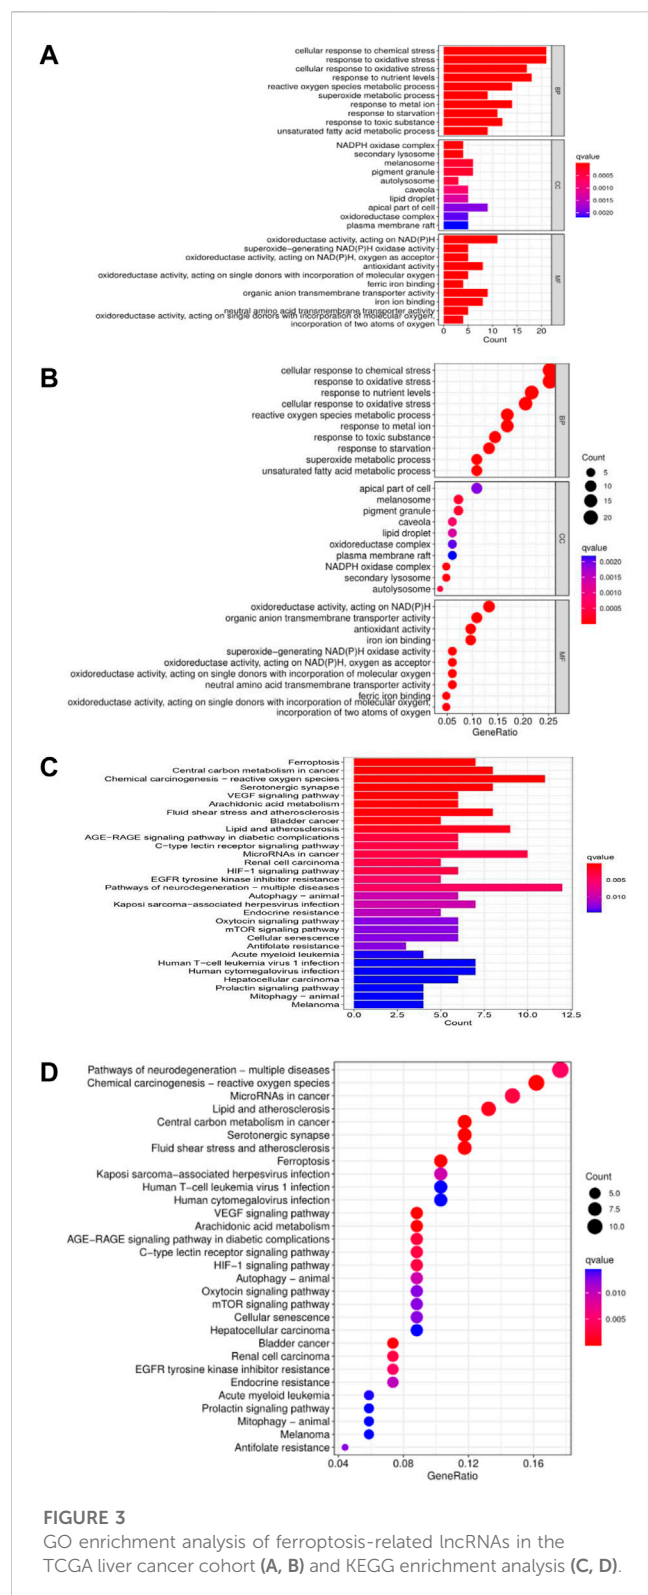 A
cellular response to chemical stress
response to oxidative stress
cellular response to oxidative stress
response to nutrient levels
reactive oxygen species metabolic process
superoxide metabolic process
response to metal ion
response to starvation
response to toxic substance
unsaturated fatty acid metabolic process
BP
NADPH oxidase complex
secondary lysosome
melanosome
pigment granule
autolysosome
caveola
lipid droplet
apical part of cell
oxidoreductase complex
plasma membrane raft
CC
oxidoreductase activity, acting on NAD(P)H
superoxide-generating NAD(P)H oxidase activity
oxidoreductase activity, acting on NAD(P)H, oxygen as acceptor
antioxidant activity
oxidoreductase activity, acting on single donors with incorporation of molecular oxygen
ferric iron binding
organic anion transmembrane transporter activity
iron ion binding
neutral amino acid transmembrane transporter activity
oxidoreductase activity, acting on single donors with incorporation of molecular oxygen,
incorporation of two atoms of oxygen
MF
0 5 10 15 20
Count
qvalue
0.0005
0.0010
0.0015
0.0020
B
cellular response to chemical stress
response to oxidative stress
response to nutrient levels
cellular response to oxidative stress
reactive oxygen species metabolic process
response to metal ion
response to toxic substance
response to starvation
superoxide metabolic process
unsaturated fatty acid metabolic process
BP
apical part of cell
melanosome
pigment granule
caveola
lipid droplet
oxidoreductase complex
plasma membrane raft
NADPH oxidase complex
secondary lysosome
autolysosome
CC
oxidoreductase activity, acting on NAD(P)H
organic anion transmembrane transporter activity
antioxidant activity
iron ion binding
superoxide-generating NAD(P)H oxidase activity
oxidoreductase activity, acting on NAD(P)H, oxygen as acceptor
oxidoreductase activity, acting on single donors with incorporation of molecular oxygen
neutral amino acid transmembrane transporter activity
ferric iron binding
oxidoreductase activity, acting on single donors with incorporation of molecular oxygen,
incorporation of two atoms of oxygen
MF
0.05 0.10 0.15 0.20 0.25
GeneRatio
Count
5
10
15
20
qvalue
0.0020
0.0015
0.0010
0.0005
C
Ferroptosis
Central carbon metabolism in cancer
Chemical carcinogenesis − reactive oxygen species
Serotonergic synapse
VEGF signaling pathway
Arachidonic acid metabolism
Fluid shear stress and atherosclerosis
Bladder cancer
Lipid and atherosclerosis
AGE−RAGE signaling pathway in diabetic complications
C−type lectin receptor signaling pathway
MicroRNAs in cancer
Renal cell carcinoma
HIF−1 signaling pathway
EGFR tyrosine kinase inhibitor resistance
Pathways of neurodegeneration − multiple diseases
Autophagy − animal
Kaposi sarcoma−associated herpesvirus infection
Endocrine resistance
Oxytocin signaling pathway
mTOR signaling pathway
Cellular senescence
Antifolate resistance
Acute myeloid leukemia
Human T−cell leukemia virus 1 infection
Human cytomegalovirus infection
Hepatocellular carcinoma
Prolactin signaling pathway
Mitophagy − animal
Melanoma
0.0 2.5 5.0 7.5 10.0 12.5
Count
qvalue
0.005
0.010
D
Pathways of neurodegeneration − multiple diseases
Chemical carcinogenesis − reactive oxygen species
MicroRNAs in cancer
Lipid and atherosclerosis
Central carbon metabolism in cancer
Serotonergic synapse
Fluid shear stress and atherosclerosis
Ferroptosis
Kaposi sarcoma−associated herpesvirus infection
Human T−cell leukemia virus 1 infection
Human cytomegalovirus infection
VEGF signaling pathway
Arachidonic acid metabolism
AGE−RAGE signaling pathway in diabetic complications
C−type lectin receptor signaling pathway
HIF−1 signaling pathway
Autophagy − animal
Oxytocin signaling pathway
mTOR signaling pathway
Cellular senescence
Hepatocellular carcinoma
Bladder cancer
Renal cell carcinoma
EGFR tyrosine kinase inhibitor resistance
Endocrine resistance
Acute myeloid leukemia
Prolactin signaling pathway
Mitophagy − animal
Melanoma
Antifolate resistance
0.04 0.08 0.12 0.16
GeneRatio
Count
5.0
7.5
10.0
qvalue
0.010
0.005
FIGURE 3
GO enrichment analysis of ferroptosis-related lncRNAs in the
TCGA liver cancer cohort (A, B) and KEGG enrichment analysis (C, D).